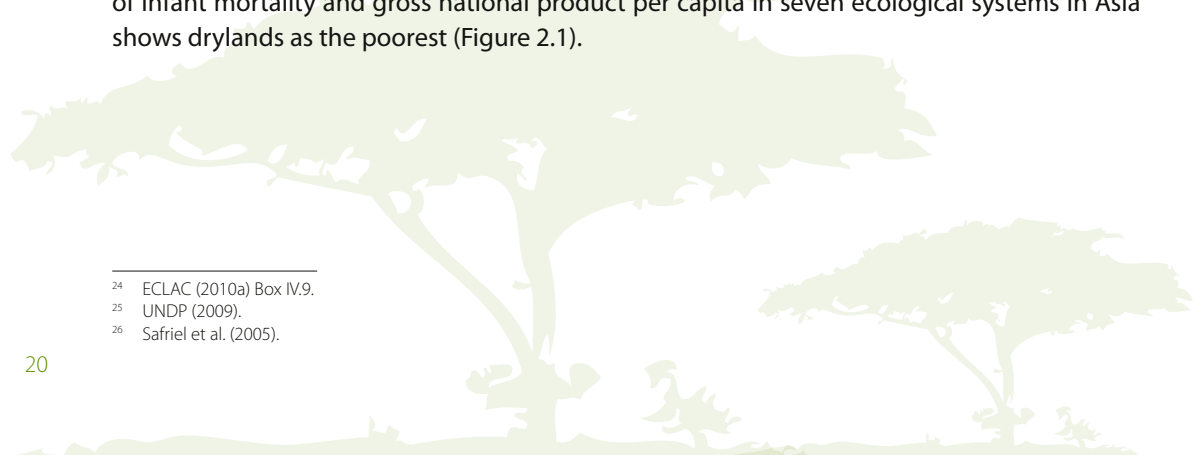 of infant mortality and gross national product per capita in seven ecological systems in Asia
shows drylands as the poorest (Figure 2.1).
24 ECLAC (2010a) Box IV.9.
25 UNDP (2009).
26 Safriel et al. (2005).
20